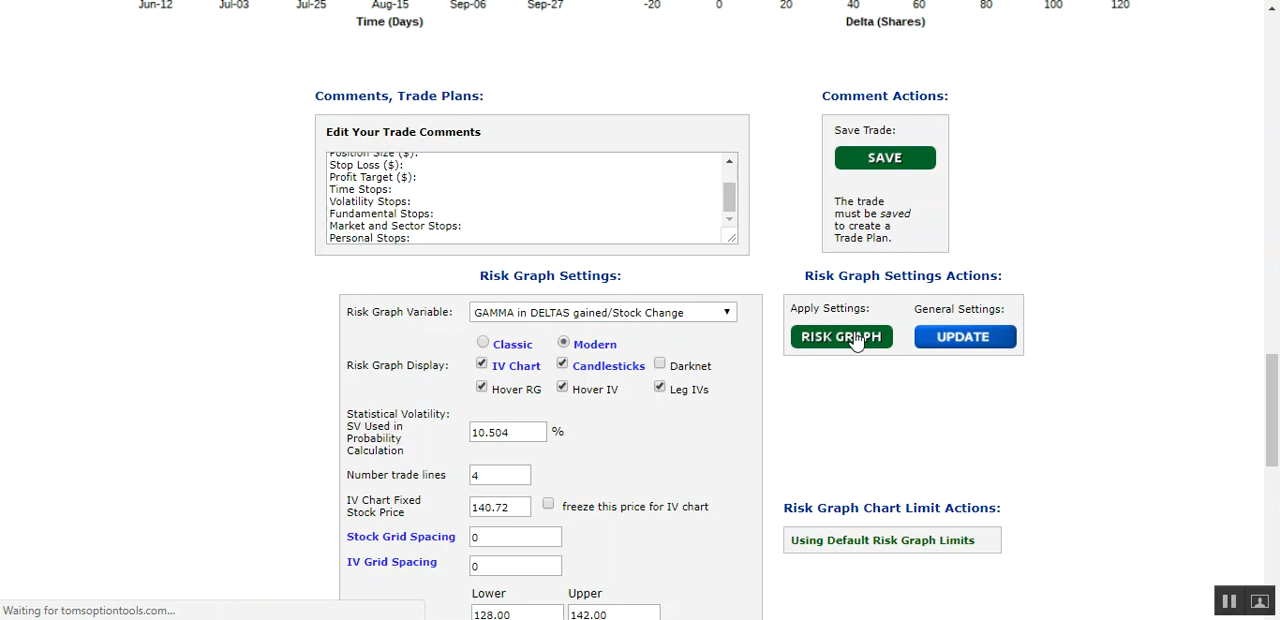 Jun-12 Jul-03 Jul-25 Aug-15 Sep-06 Sep-27 -20 0 20 40 60 80 100 120
Time (Days) Delta (Shares)
Comments, Trade Plans:
Edit Your Trade Comments
Position Size ($):
Stop Loss ($):
Profit Target ($):
Time Stops:
Volatility Stops:
Fundamental Stops:
Market and Sector Stops:
Personal Stops:
Comment Actions:
Save Trade:
SAVE
The trade
must be saved
to create a
Trade Plan.
Risk Graph Settings:
Risk Graph Variable: GAMMA in DELTAS gained/Stock Change
Classic Modern
Risk Graph Display: IV Chart Candlesticks Darknet
Hover RG Hover IV Leg IVs
Statistical Volatility:
SV Used in
Probability
Calculation
10.504 %
Number trade lines 4
IV Chart Fixed
Stock Price
140.72 freeze this price for IV chart
Stock Grid Spacing 0
IV Grid Spacing 0
Lower Upper
128.00 142.00
Risk Graph Settings Actions:
Apply Settings: General Settings:
RISK GRAPH UPDATE
Risk Graph Chart Limit Actions:
Using Default Risk Graph Limits
Waiting for tomsoptiontools.com...